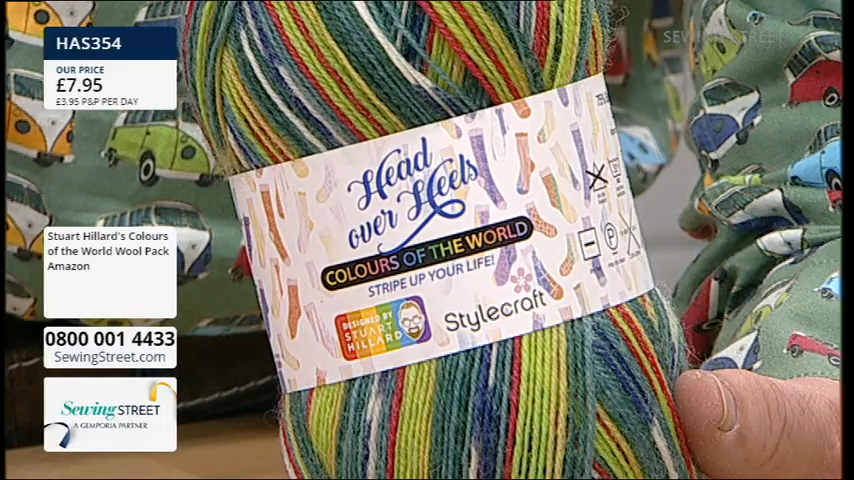 HAS354
OUR PRICE
£7.95
£3.95 P&P PER DAY
SEWING STREET
Head
over Heels
COLOURS OF THE WORLD
STRIPE UP YOUR LIFE!
DESIGNED BY
STUART
HILLARD
Stylecraft
Stuart Hillard's Colours
of the World Wool Pack
Amazon
0800 001 4433
SewingStreet.com
Sewing STREET
A GEMPORIA PARTNER